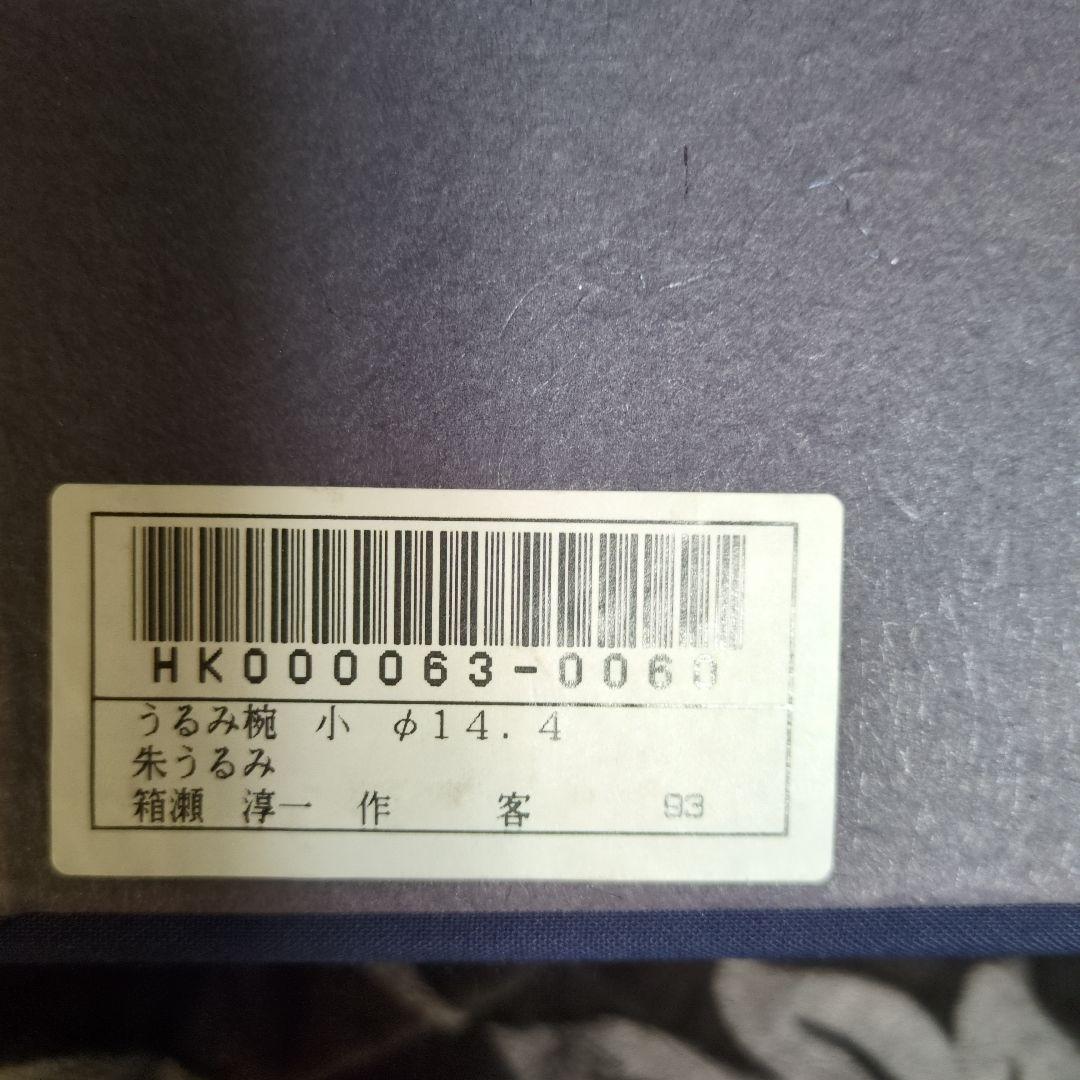 HK000063-0060
うるみ椀 小 φ14.4
朱うるみ
箱瀬 淳一 作 客 93